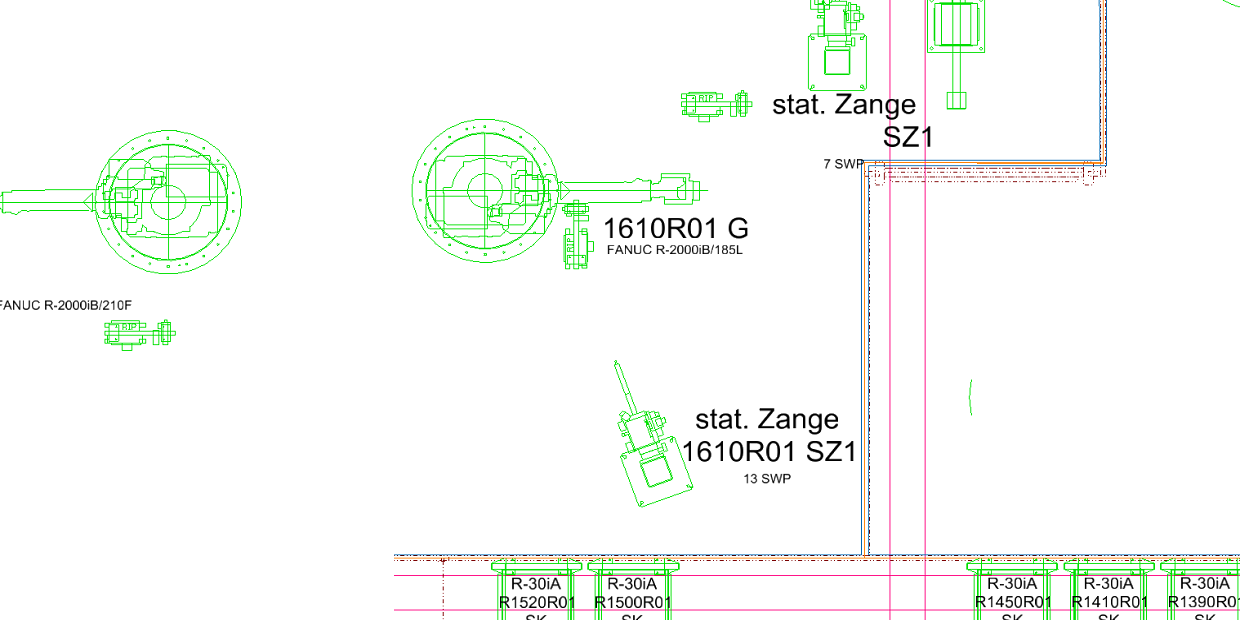 RIP
stat. Zange
SZ1
7 SWP
1610R01 G
FANUC R-2000iB/185L
RIP
FANUC R-2000iB/210F
RIP
stat. Zange
1610R01 SZ1
13 SWP
R-30iA
R1520R01
SK
R-30iA
R1500R01
SK
R-30iA
R1450R01
SK
R-30iA
R1410R01
SK
R-30iA
R1390R01
SK